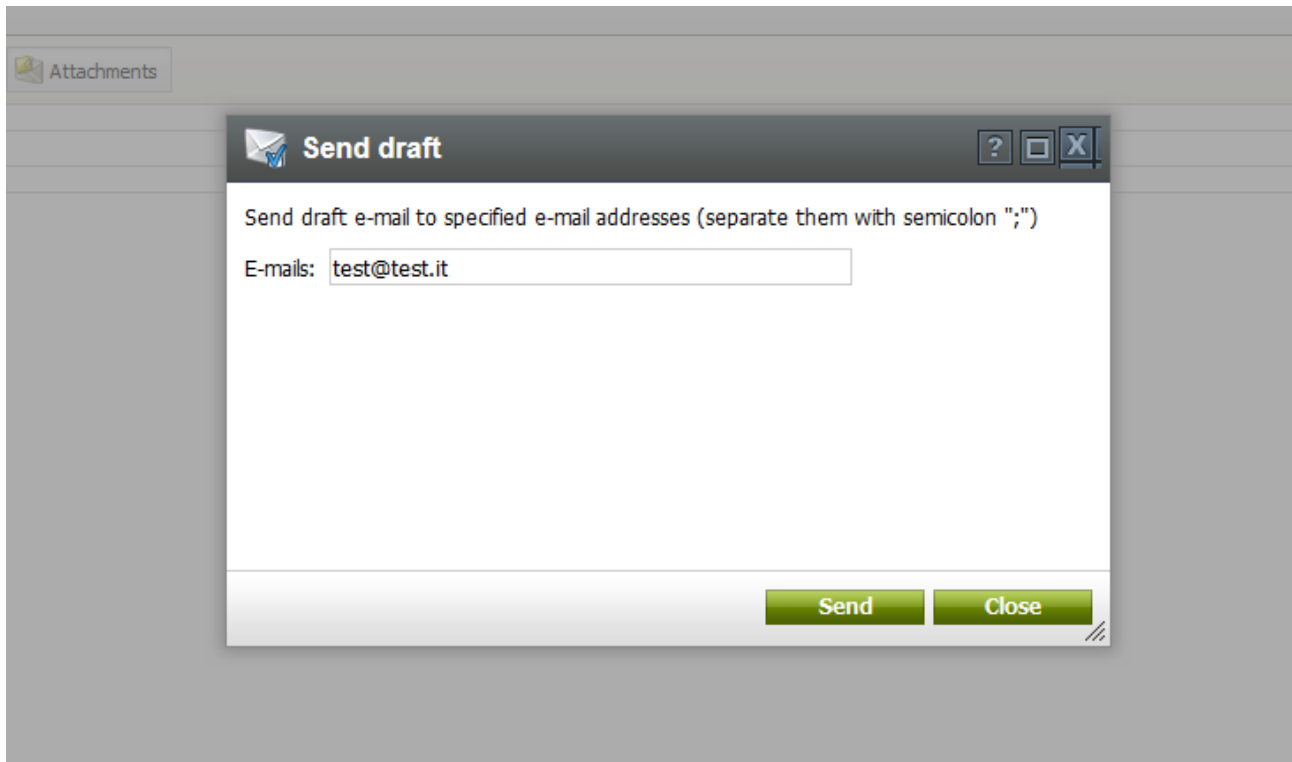 Attachments
Send draft
? X
Send draft e-mail to specified e-mail addresses (separate them with semicolon ";")
E-mails: test@test.it
Send Close